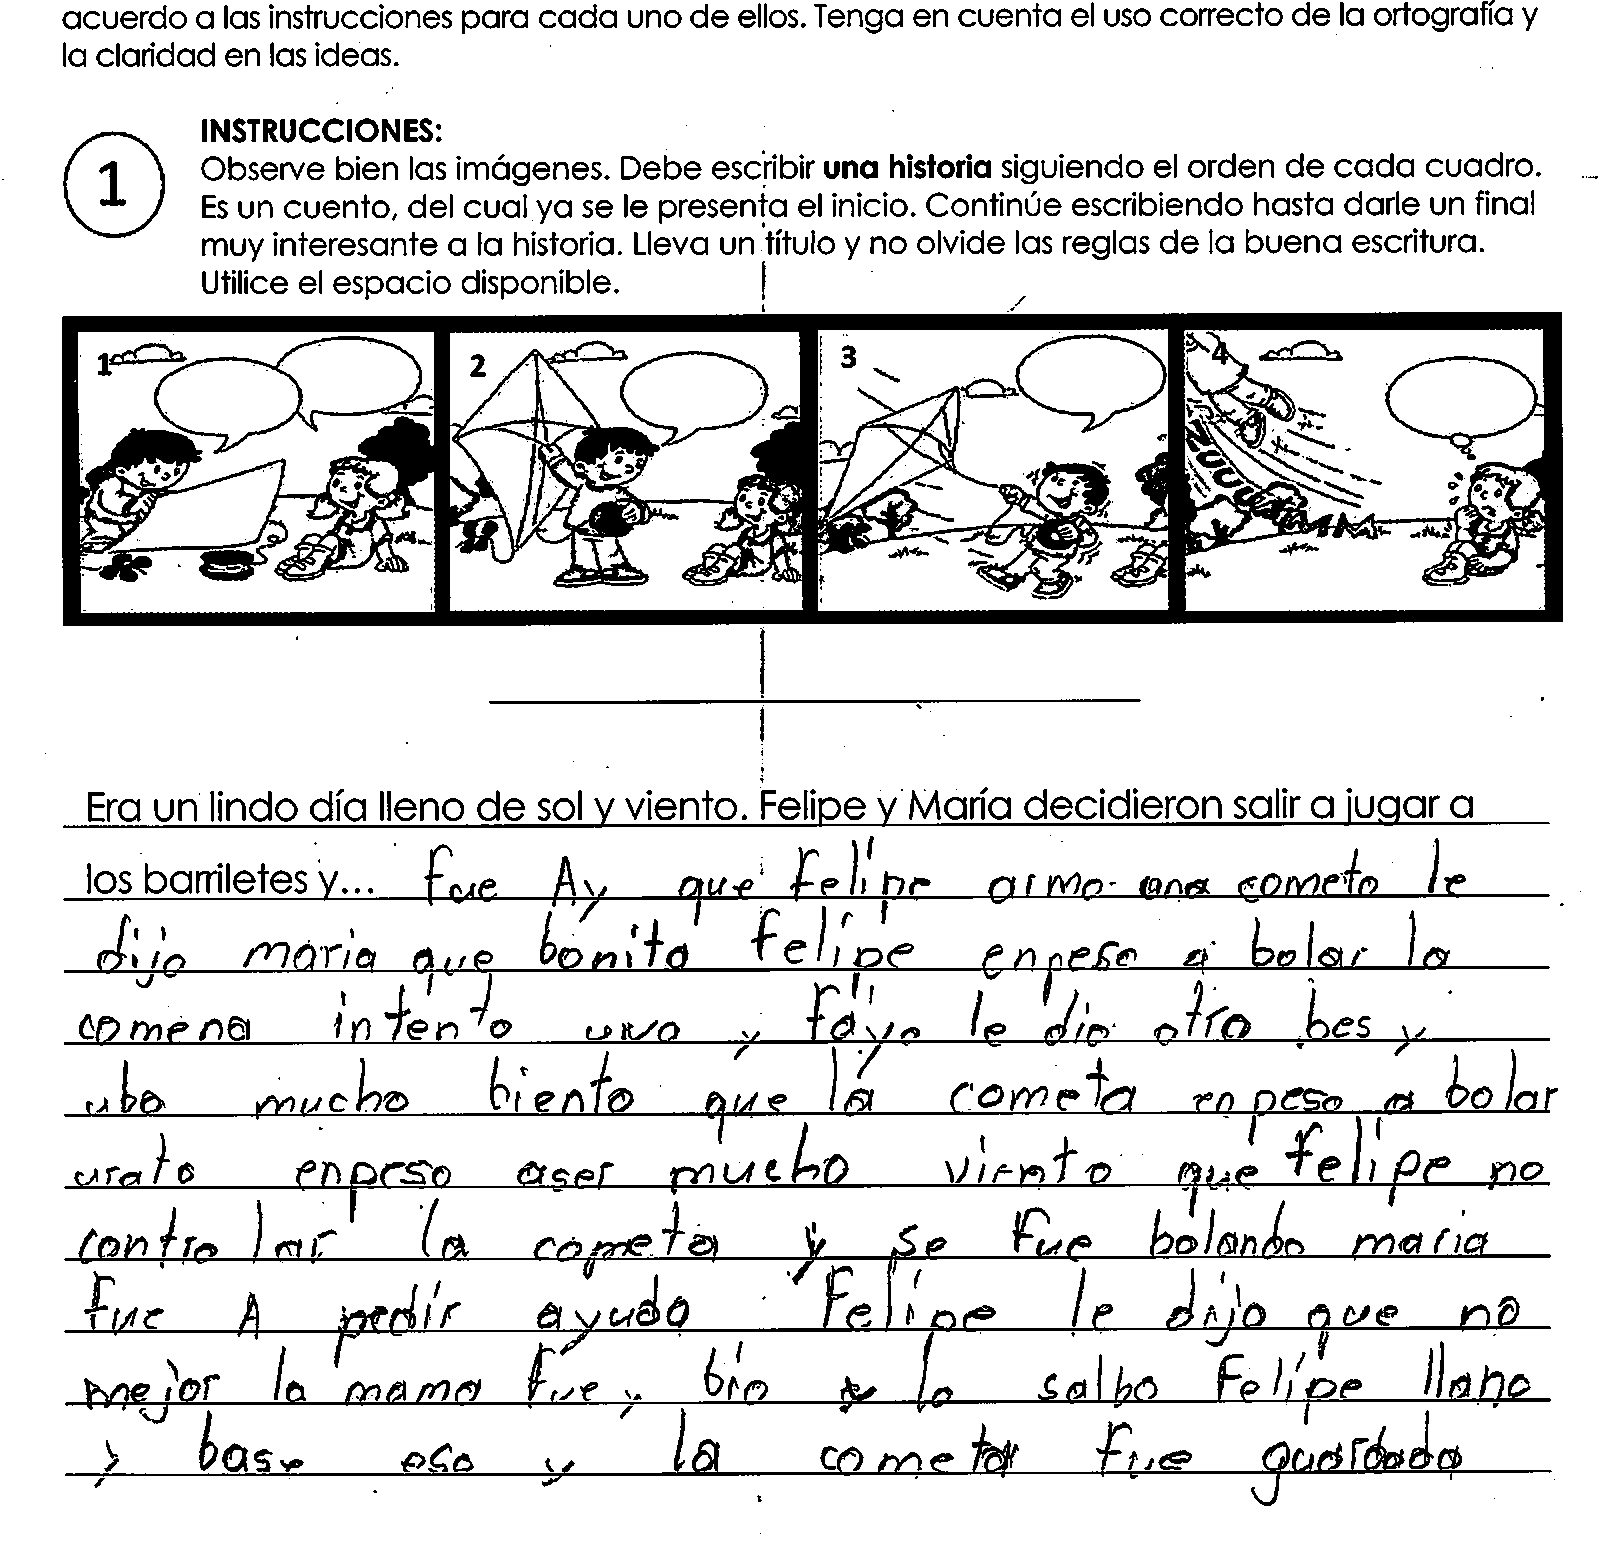 acuerdo a las instrucciones para cada uno de ellos. Tenga en cuenta el uso correcto de la ortografía y
la claridad en las ideas.
1
INSTRUCCIONES:
Observe bien las imágenes. Debe escribir una historia siguiendo el orden de cada cuadro.
Es un cuento, del cual ya se le presenta el inicio. Continúe escribiendo hasta darle un final
muy interesante a la historia. Lleva un título y no olvide las reglas de la buena escritura.
Utilice el espacio disponible.
1 2 3 4
ZUUU MM
Era un lindo día lleno de sol y viento. Felipe y María decidieron salir a jugar a
los barriletes y... fue Ay que Felipe armo una cometa le
dijo maria que bonita Felipe enpeso a bolar la
comena intento uno y fayo le dio otra bes y
ubo mucho biento que la cometa enpeso a bolar
urato enpeso aser mucho viento que felipe no
controlar la cometa y se fue bolando maria
fue A pedir ayuda Felipe le dijo que no
mejor la mama fue y bio y lo salbo Felipe llano
y base eso y la cometa fue guardada